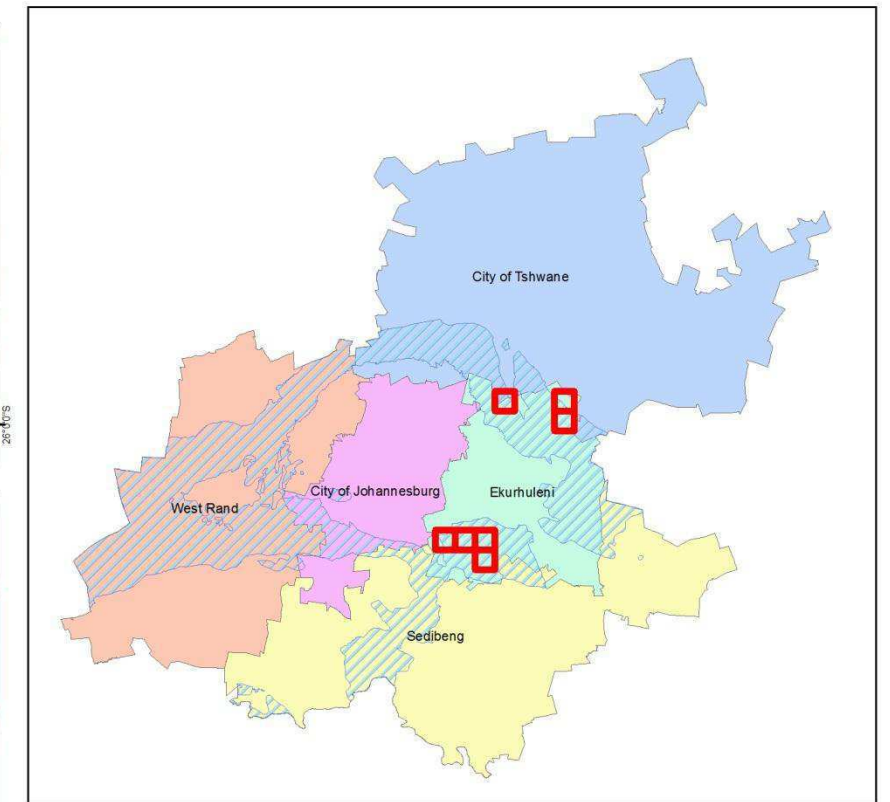 City of Tshwane
26°0'0"S
City of Johannesburg
Ekurhuleni
West Rand
Sedibeng